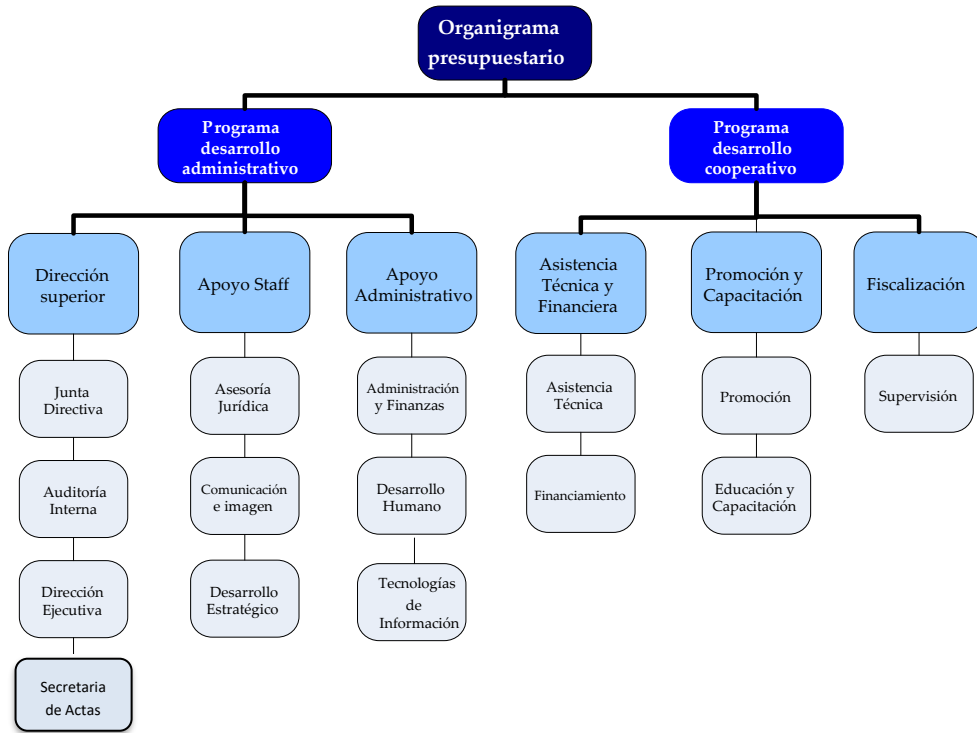 Organigrama
presupuestario
Programa
desarrollo
administrativo
Programa
desarrollo
cooperativo
Dirección
superior
Apoyo Staff
Apoyo
Administrativo
Asistencia
Técnica y
Financiera
Promoción y
Capacitación
Fiscalización
Junta
Directiva
Asesoría
Jurídica
Administración
y Finanzas
Asistencia
Técnica
Promoción
Supervisión
Auditoría
Interna
Comunicación
e imagen
Desarrollo
Humano
Financiamiento
Educación y
Capacitación
Dirección
Ejecutiva
Desarrollo
Estratégico
Tecnologías
de
Información
Secretaria
de Actas